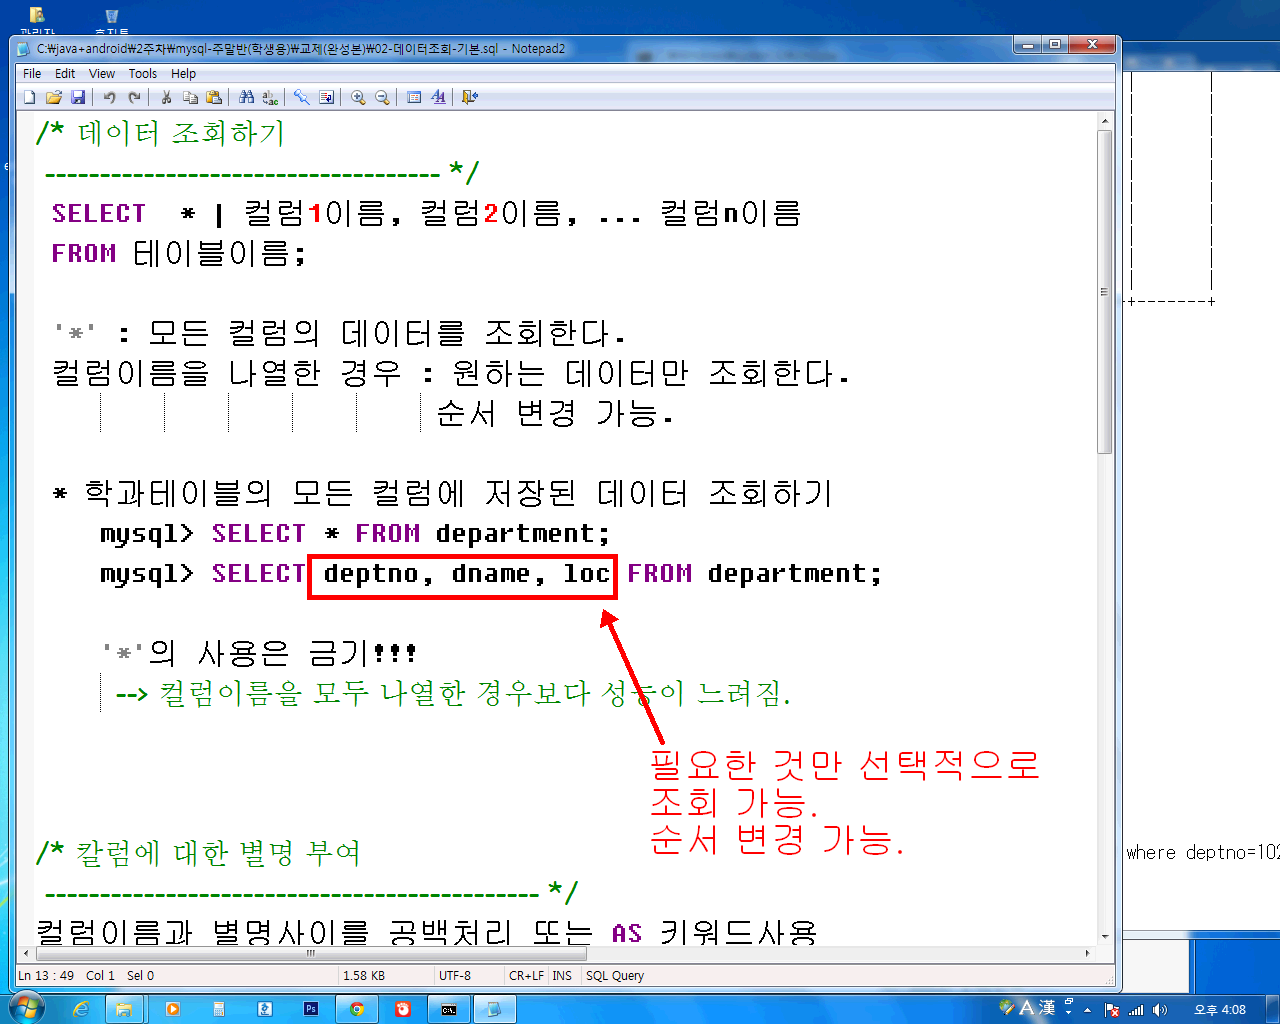 관리자
휴지통
C:\java+android\2주차\mysql-주말반(학생용)\교제(완성본)\02-데이터조회-기본.sql - Notepad2
File Edit View Tools Help
/* 데이터 조회하기
------------------------------------ */
SELECT * | 컬럼1이름, 컬럼2이름, ... 컬럼n이름
FROM 테이블이름;
'*' : 모든 컬럼의 데이터를 조회한다.
컬럼이름을 나열한 경우 : 원하는 데이터만 조회한다.
순서 변경 가능.
* 학과테이블의 모든 컬럼에 저장된 데이터 조회하기
mysql> SELECT * FROM department;
mysql> SELECT deptno, dname, loc FROM department;
'*'의 사용은 금기!!!
--> 컬럼이름을 모두 나열한 경우보다 성능이 느려짐.
필요한 것만 선택적으로
조회 가능.
순서 변경 가능.
/* 칼럼에 대한 별명 부여
--------------------------------------------- */
컬럼이름과 별명사이를 공백처리 또는 AS 키워드사용
where deptno=102
Ln 13 : 49 Col 1 Sel 0 1.58 KB UTF-8 CR+LF INS SQL Query
A 漢
오후 4:08